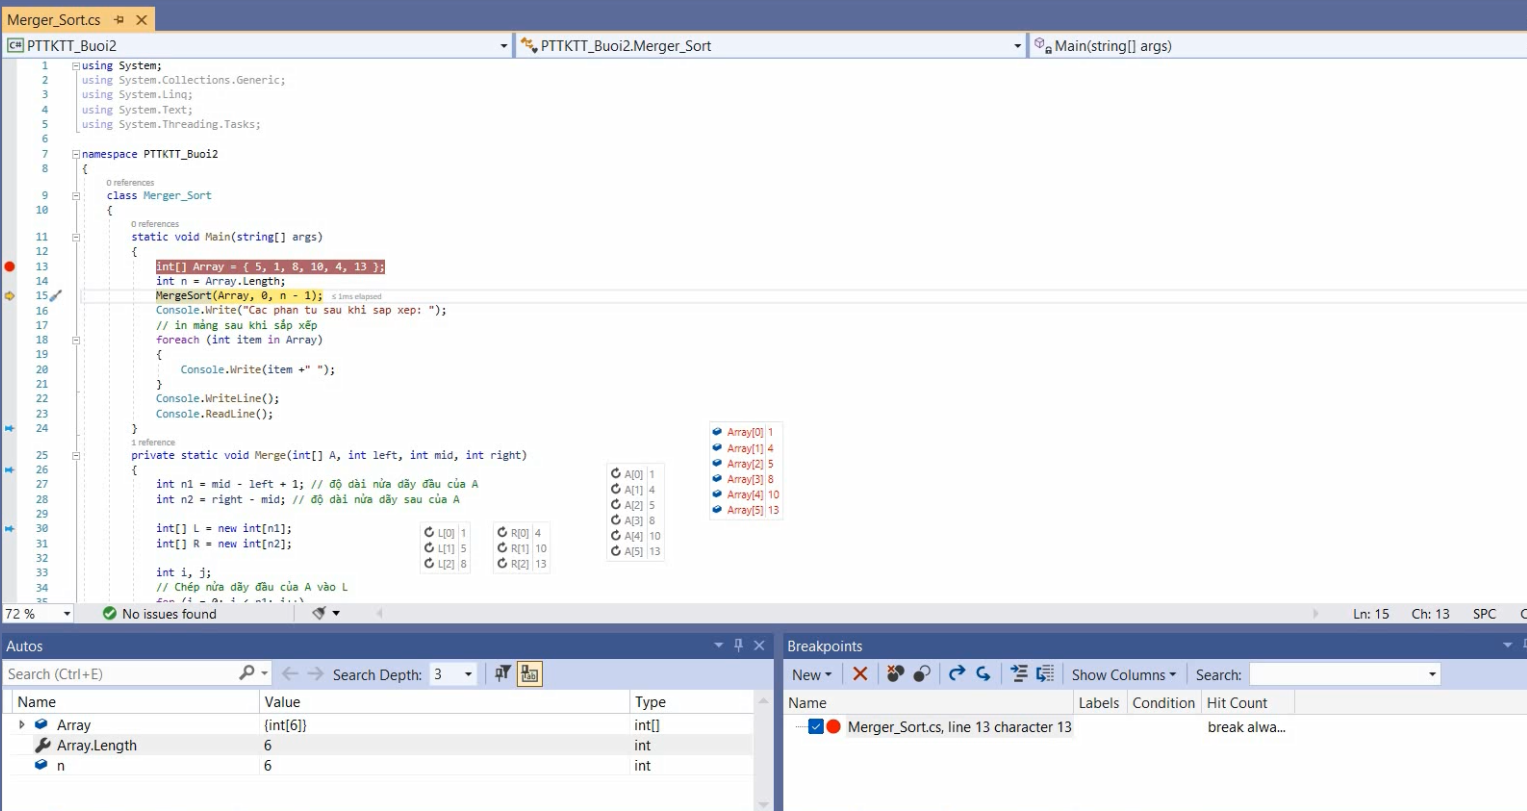 Merger_Sort.cs
C# PTTKTT_Buoi2
PTTKTT_Buoi2.Merger_Sort
Main(string[] args)
1 using System;
2 using System.Collections.Generic;
3 using System.Linq;
4 using System.Text;
5 using System.Threading.Tasks;
6
7 namespace PTTKTT_Buoi2
8 {
0 references
9 class Merger_Sort
10 {
0 references
11 static void Main(string[] args)
12 {
13 int[] Array = { 5, 1, 8, 10, 4, 13 };
14 int n = Array.Length;
15 MergeSort(Array, 0, n - 1); ≤ 1ms elapsed
16 Console.Write("Cac phan tu sau khi sap xep: ");
17 // in mảng sau khi sắp xếp
18 foreach (int item in Array)
19 {
20 Console.Write(item +" ");
21 }
22 Console.WriteLine();
23 Console.ReadLine();
24 }
1 reference
25 private static void Merge(int[] A, int left, int mid, int right)
26 {
27 int n1 = mid - left + 1; // độ dài nửa dãy đầu của A
28 int n2 = right - mid; // độ dài nửa dãy sau của A
29
30 int[] L = new int[n1];
31 int[] R = new int[n2];
32
33 int i, j;
34 // Chép nửa dãy đầu của A vào L
35 for (i = 0; i < n1; i++)
L[0] 1
L[1] 5
L[2] 8
R[0] 4
R[1] 10
R[2] 13
A[0] 1
A[1] 4
A[2] 5
A[3] 8
A[4] 10
A[5] 13
Array[0] 1
Array[1] 4
Array[2] 5
Array[3] 8
Array[4] 10
Array[5] 13
72 % No issues found Ln: 15 Ch: 13 SPC
Autos
Search (Ctrl+E) Search Depth: 3
Name Value Type
Array {int[6]} int[]
Array.Length 6 int
n 6 int
Breakpoints
New Show Columns Search:
Name Labels Condition Hit Count
Merger_Sort.cs, line 13 character 13 break alwa...